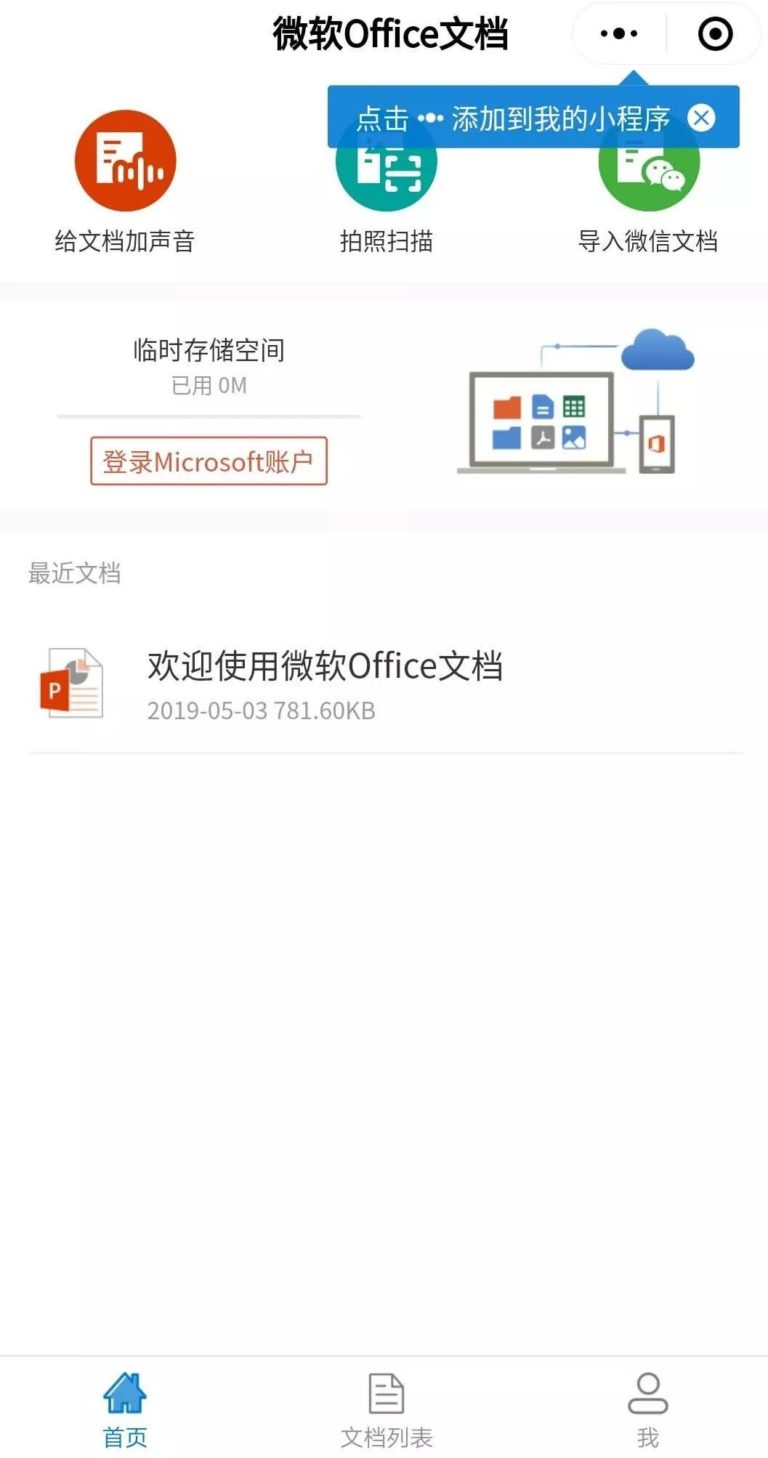 微软Office文档
点击 ••• 添加到我的小程序
给文档加声音
拍照扫描
导入微信文档
临时存储空间
已用 0M
登录Microsoft账户
最近文档
P
欢迎使用微软Office文档
2019-05-03 781.60KB
首页
文档列表
我